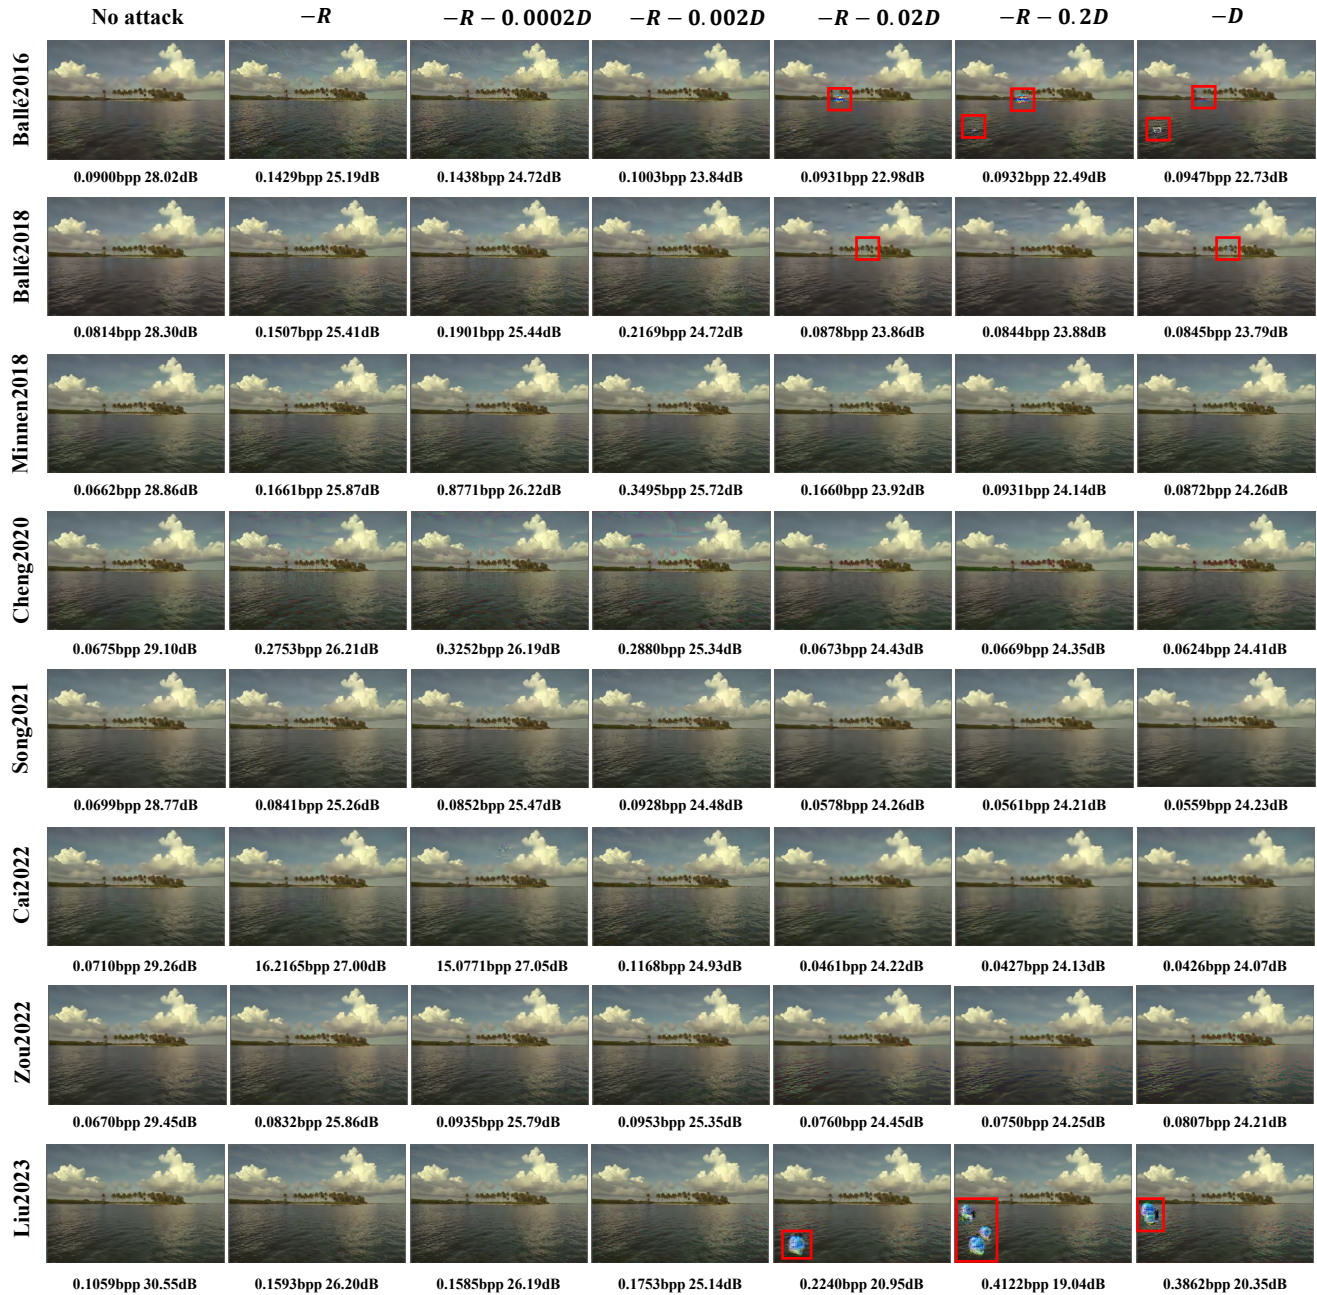 No attack −R −R − 0.0002D −R − 0.002D −R − 0.02D −R − 0.2D −D
Ballé2016
0.0900bpp 28.02dB 0.1429bpp 25.19dB 0.1438bpp 24.72dB 0.1003bpp 23.84dB 0.0931bpp 22.98dB 0.0932bpp 22.49dB 0.0947bpp 22.73dB
Ballé2018
0.0814bpp 28.30dB 0.1507bpp 25.41dB 0.1901bpp 25.44dB 0.2169bpp 24.72dB 0.0878bpp 23.86dB 0.0844bpp 23.88dB 0.0845bpp 23.79dB
Minnen2018
0.0662bpp 28.86dB 0.1661bpp 25.87dB 0.8771bpp 26.22dB 0.3495bpp 25.72dB 0.1660bpp 23.92dB 0.0931bpp 24.14dB 0.0872bpp 24.26dB
Cheng2020
0.0675bpp 29.10dB 0.2753bpp 26.21dB 0.3252bpp 26.19dB 0.2880bpp 25.34dB 0.0673bpp 24.43dB 0.0669bpp 24.35dB 0.0624bpp 24.41dB
Song2021
0.0699bpp 28.77dB 0.0841bpp 25.26dB 0.0852bpp 25.47dB 0.0928bpp 24.48dB 0.0578bpp 24.26dB 0.0561bpp 24.21dB 0.0559bpp 24.23dB
Cai2022
0.0710bpp 29.26dB 16.2165bpp 27.00dB 15.0771bpp 27.05dB 0.1168bpp 24.93dB 0.0461bpp 24.22dB 0.0427bpp 24.13dB 0.0426bpp 24.07dB
Zou2022
0.0670bpp 29.45dB 0.0832bpp 25.86dB 0.0935bpp 25.79dB 0.0953bpp 25.35dB 0.0760bpp 24.45dB 0.0750bpp 24.25dB 0.0807bpp 24.21dB
Liu2023
0.1059bpp 30.55dB 0.1593bpp 26.20dB 0.1585bpp 26.19dB 0.1753bpp 25.14dB 0.2240bpp 20.95dB 0.4122bpp 19.04dB 0.3862bpp 20.35dB